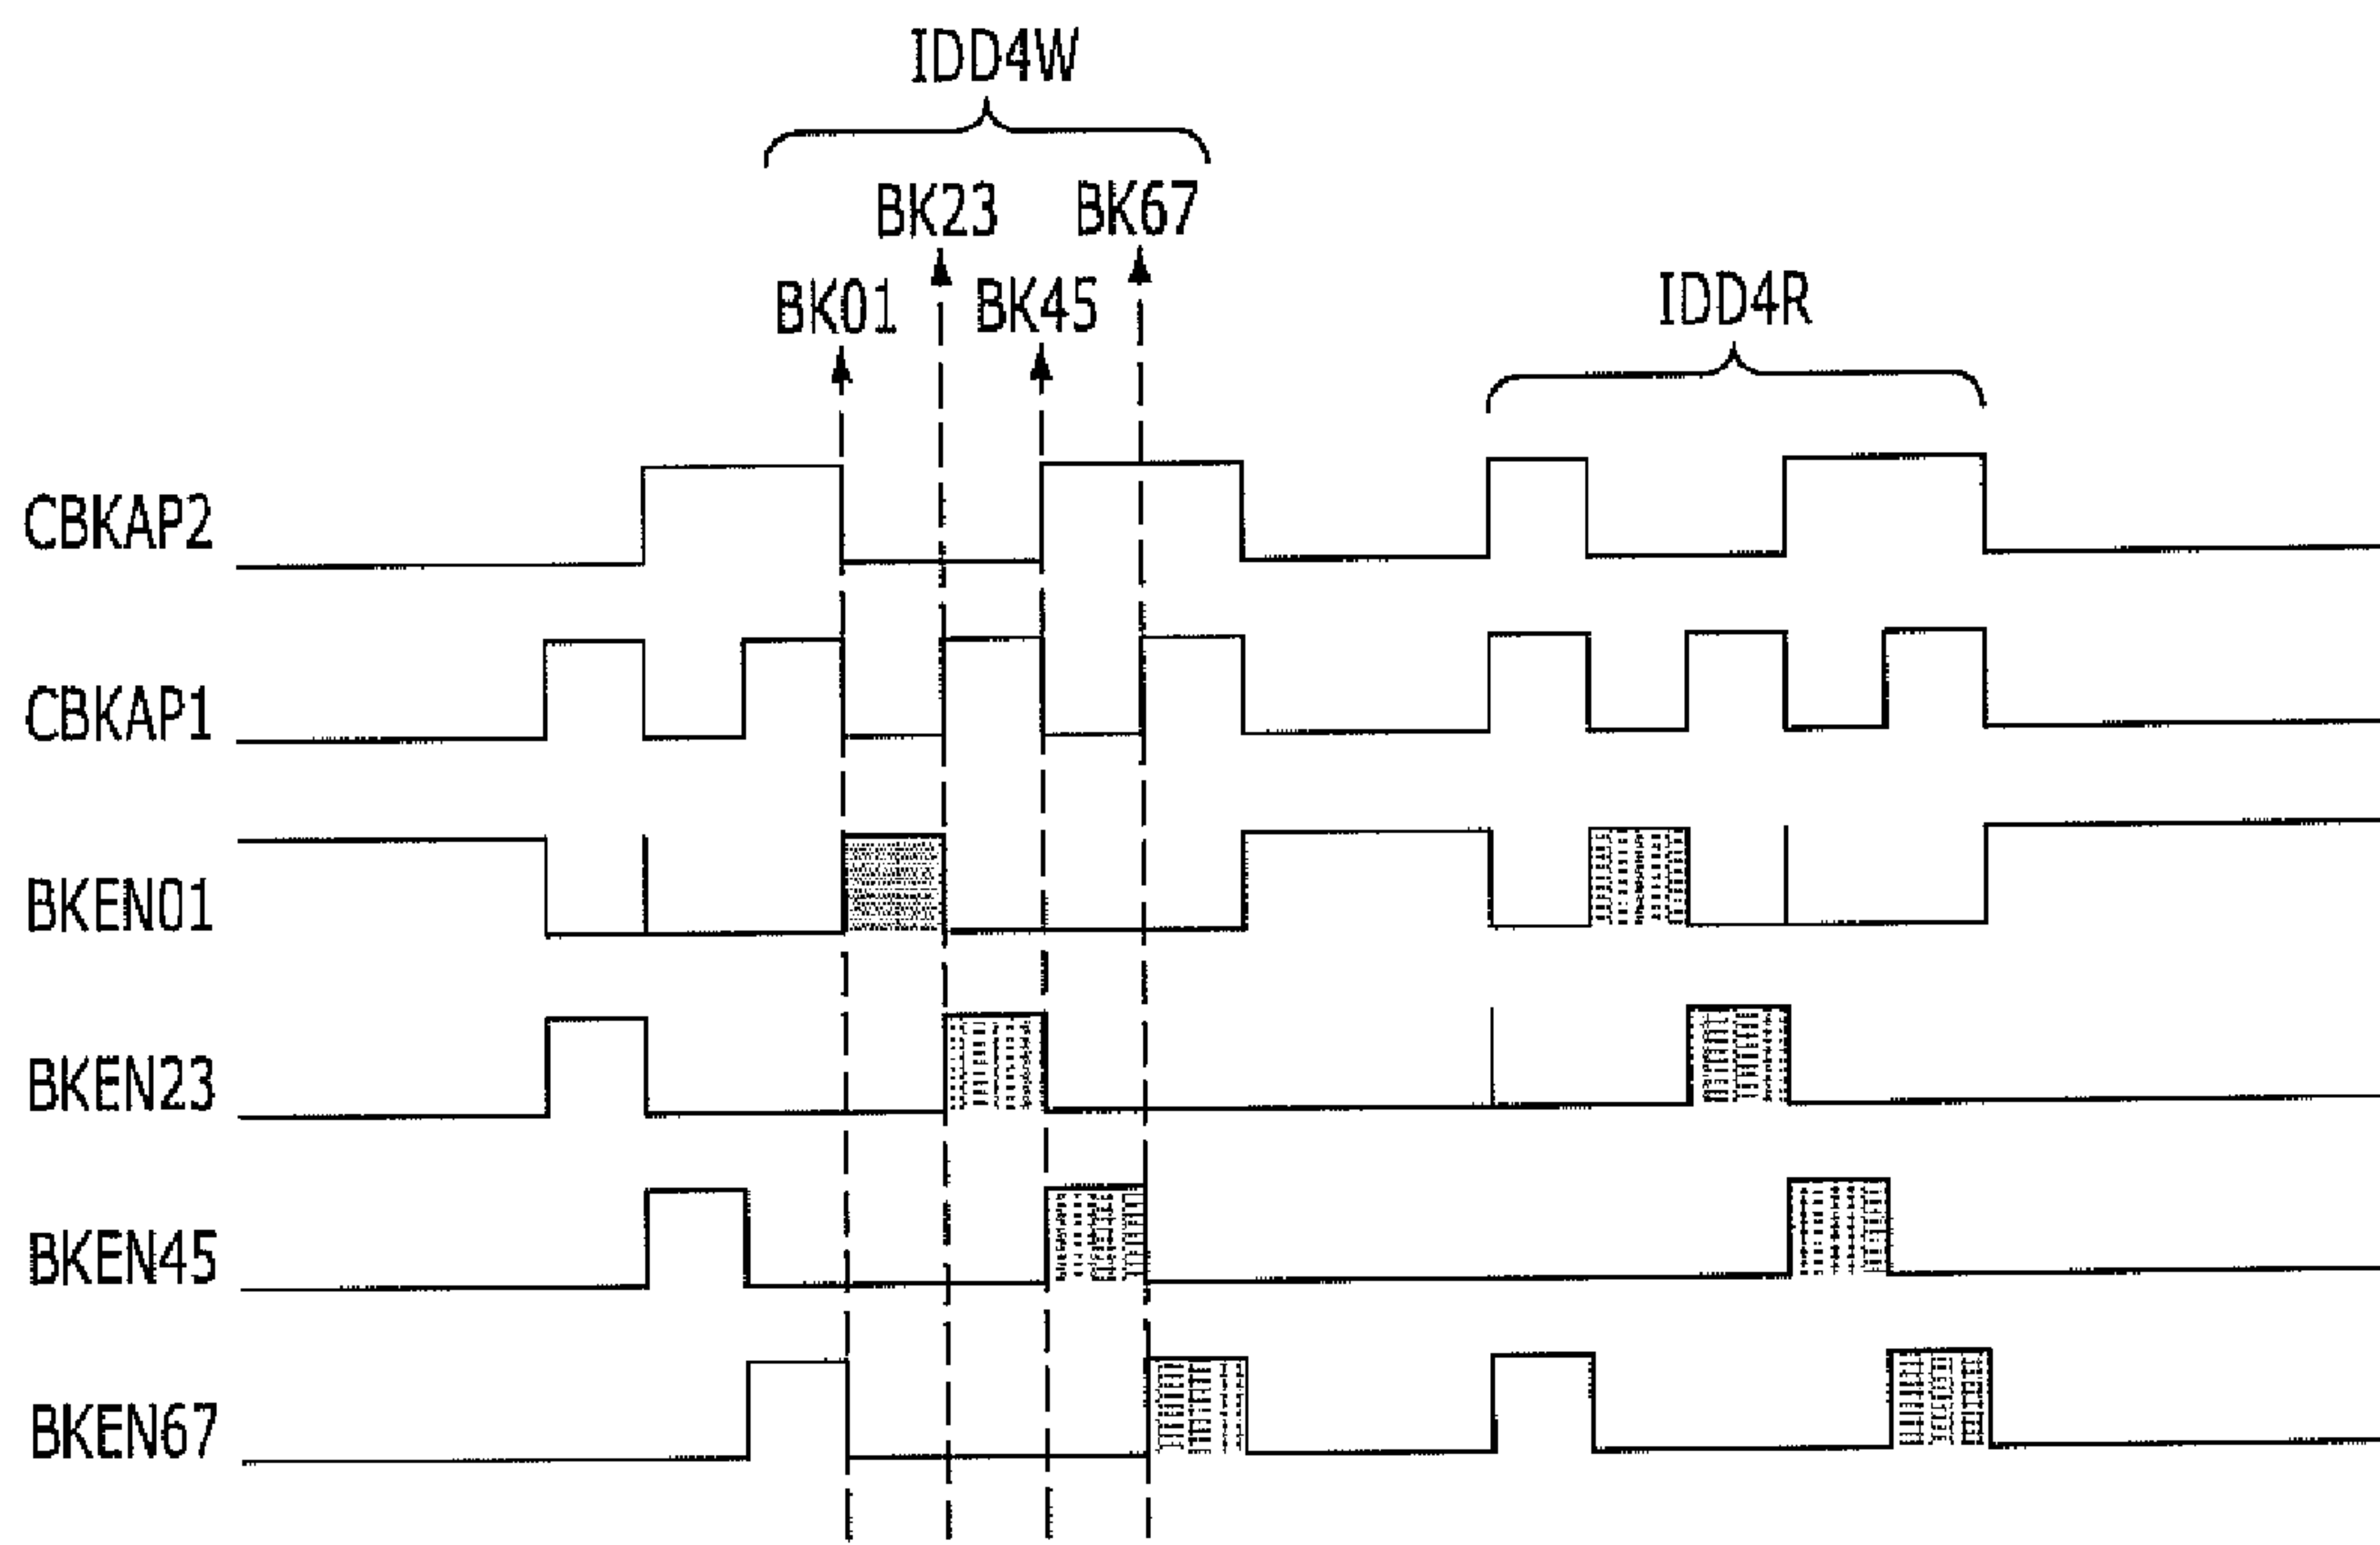 IDD4W
BK23 BK67
BK01 BK45
IDD4R
CBKAP2
CBKAP1
BKEN01
BKEN23
BKEN45
BKEN67